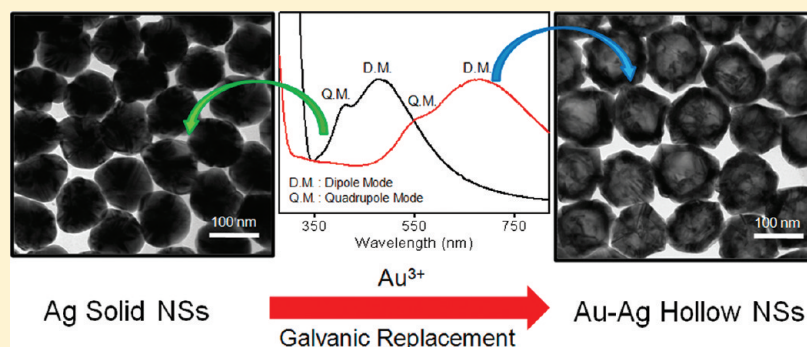 D.M.
D.M.
Q.M.
Q.M.
D.M. : Dipole Mode
Q.M. : Quadrupole Mode
100 nm
100 nm
350
550
750
Wavelength (nm)
Au³⁺
Ag Solid NSs
Au-Ag Hollow NSs
Galvanic Replacement